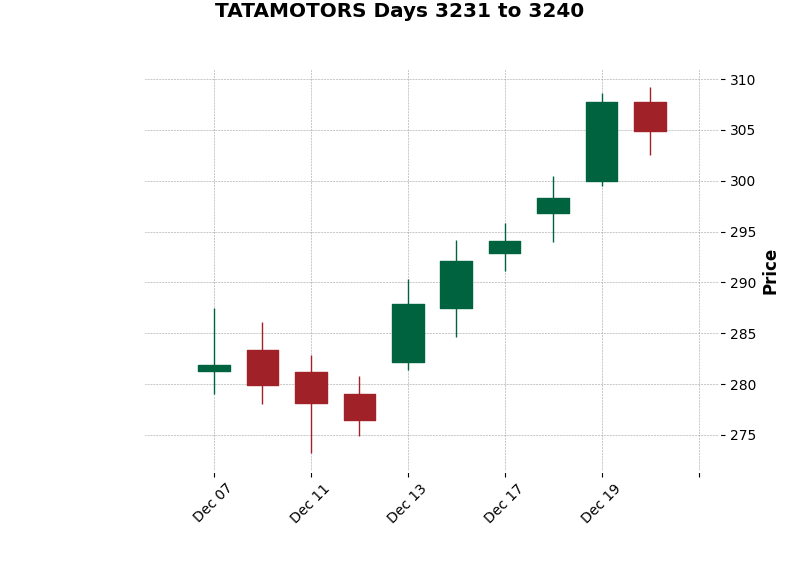 TATAMOTORS Days 3231 to 3240
310
305
300
295
290
285
280
275
Price
Dec 07
Dec 11
Dec 13
Dec 17
Dec 19